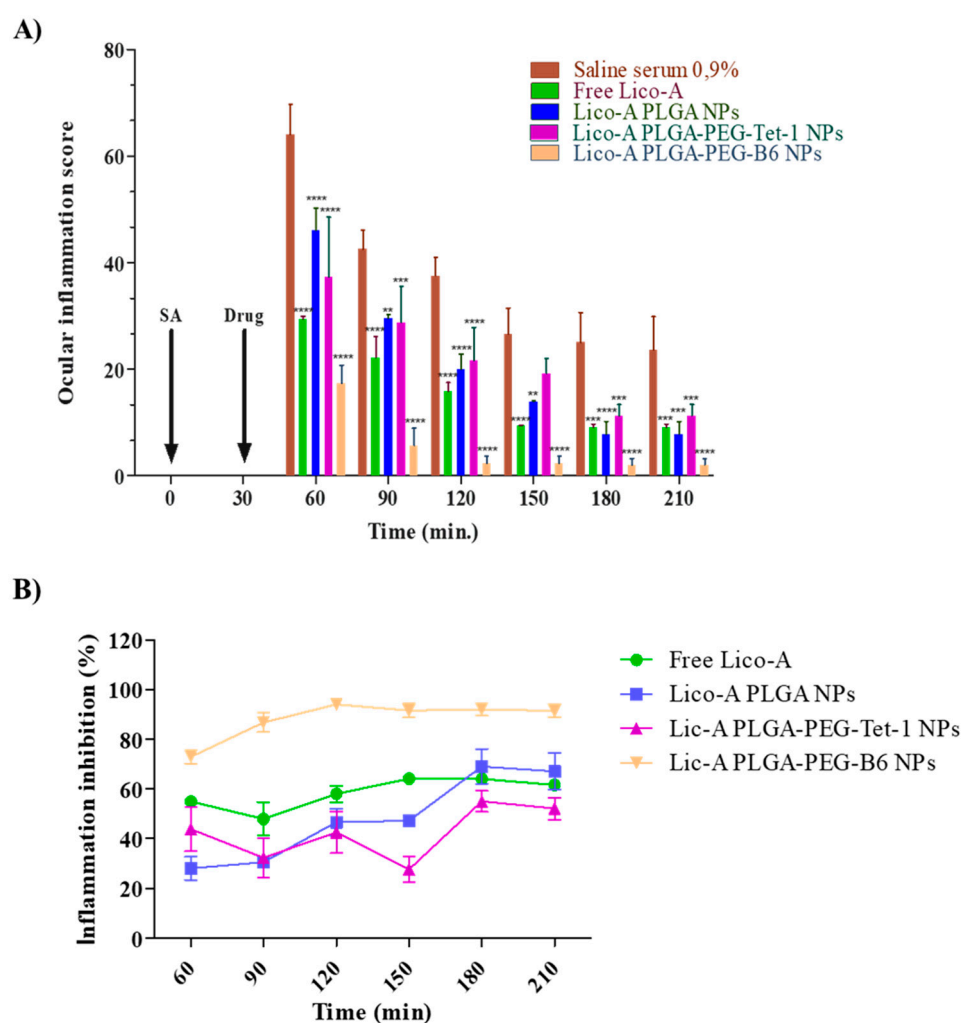 A)
80
60
40
20
0
Ocular inflammation score
Saline serum 0,9%
Free Lico-A
Lico-A PLGA NPs
Lico-A PLGA-PEG-Tet-1 NPs
Lico-A PLGA-PEG-B6 NPs
SA
Drug
**** **** ****
**** ** *** ****
**** **** ****
**** ** ****
*** **** *** ****
*** *** *** ****
0 30 60 90 120 150 180 210
Time (min.)
B)
120
100
80
60
40
20
0
Inflammation inhibition (%)
Free Lico-A
Lico-A PLGA NPs
Lic-A PLGA-PEG-Tet-1 NPs
Lic-A PLGA-PEG-B6 NPs
60 90 120 150 180 210
Time (min)